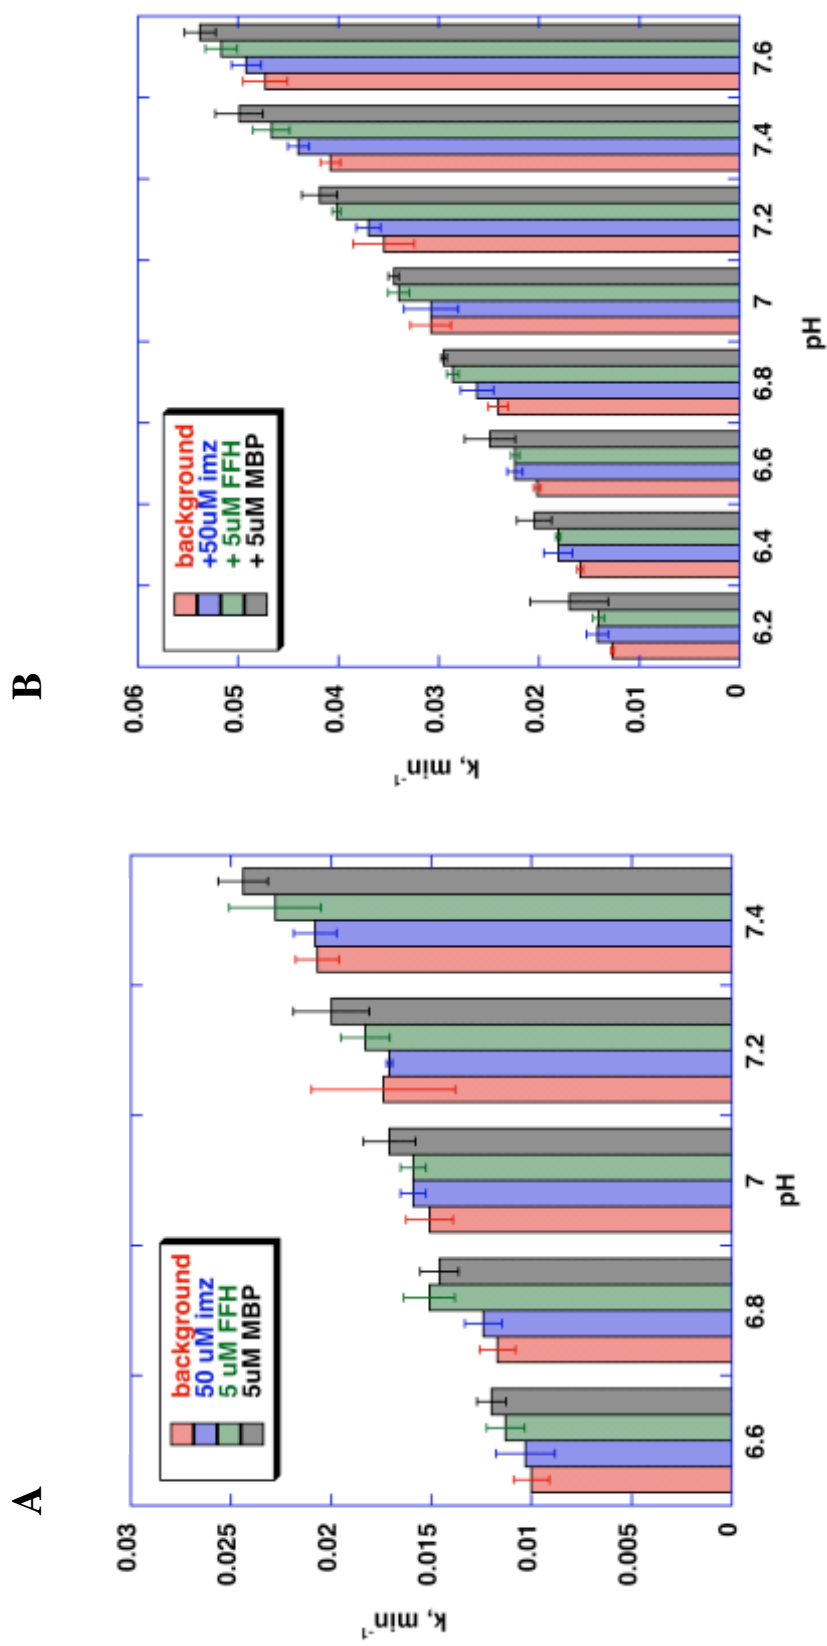 A
0.03
0.025
0.02
0.015
0.01
0.005
0
k, min⁻¹
background
50 uM imz
5 uM FFH
5uM MBP
6.6
6.8
7
7.2
7.4
pH
B
0.06
0.05
0.04
0.03
0.02
0.01
0
k, min⁻¹
background
+50uM imz
+ 5uM FFH
+ 5uM MBP
6.2
6.4
6.6
6.8
7
7.2
7.4
7.6
pH